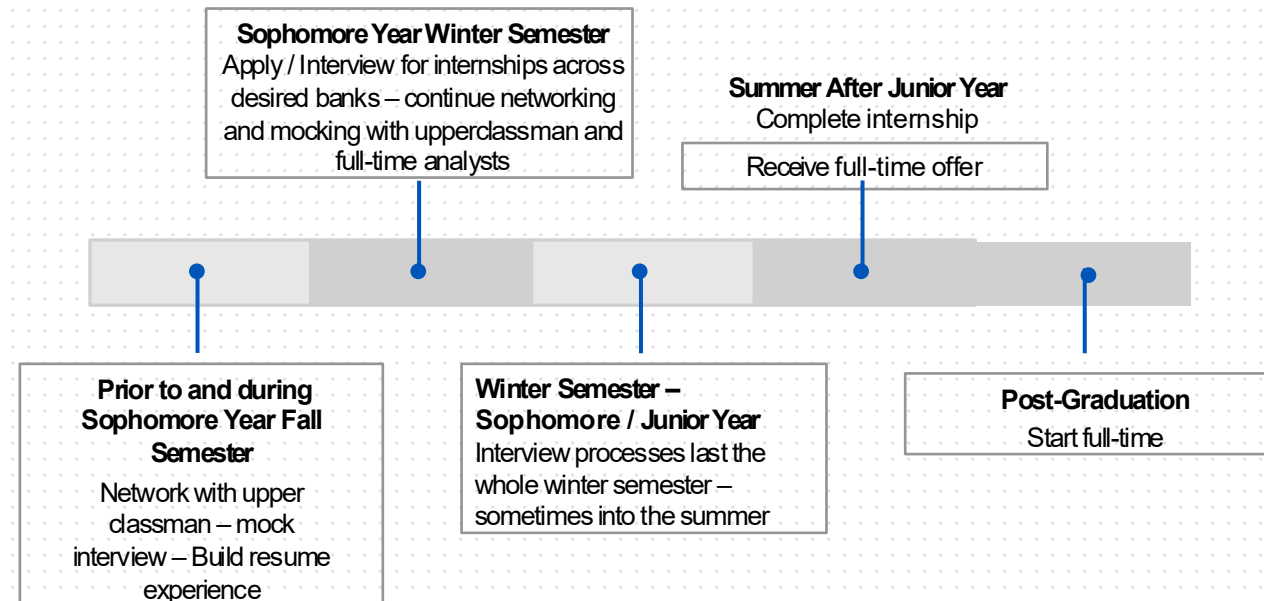 Sophomore Year Winter Semester
Apply / Interview for internships across
desired banks – continue networking
and mocking with upperclassman and
full-time analysts
Summer After Junior Year
Complete internship
Receive full-time offer
Prior to and during
Sophomore Year Fall
Semester
Network with upper
classman – mock
interview – Build resume
experience
Winter Semester –
Sophomore / Junior Year
Interview processes last the
whole winter semester –
sometimes into the summer
Post-Graduation
Start full-time